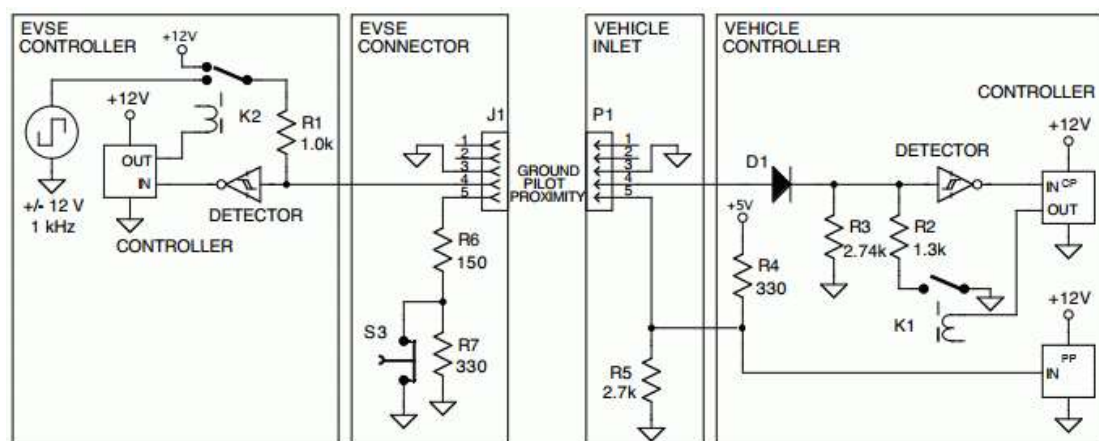 EVSE
CONTROLLER
+12V
+12V
K2
R1
1.0k
OUT
IN
DETECTOR
+/- 12 V
1 kHz
CONTROLLER
EVSE
CONNECTOR
J1
1
2
3
4
5
R6
150
S3
R7
330
GROUND
PILOT
PROXIMITY
VEHICLE
INLET
P1
1
2
3
4
5
R5
2.7k
VEHICLE
CONTROLLER
CONTROLLER
+12V
D1
DETECTOR
IN CP
OUT
+5V
R3
2.74k
R2
1.3k
R4
330
K1
+12V
PP
IN